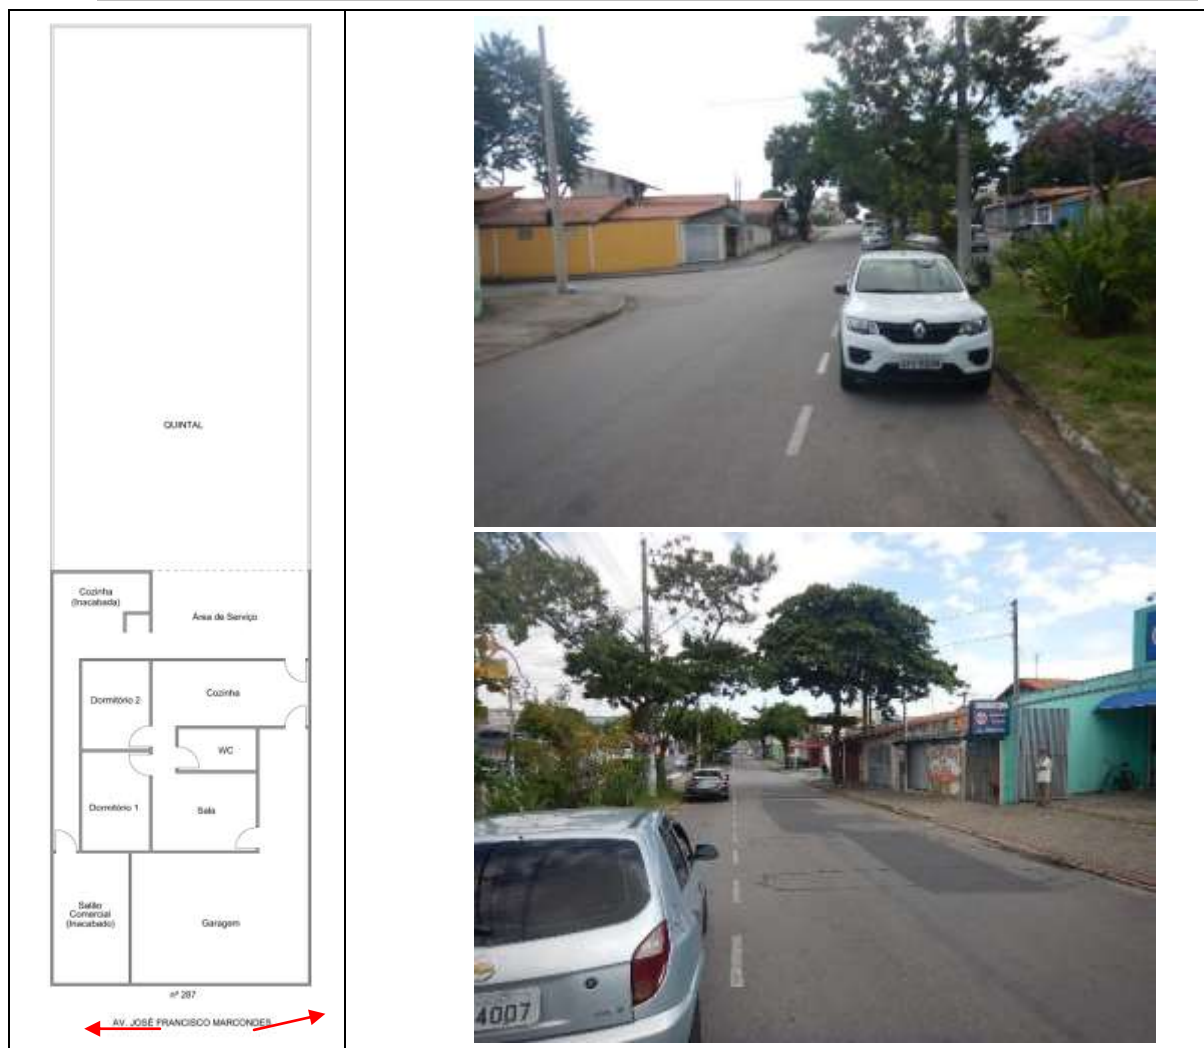 QUINTAL
Cozinha
(Inacabada)
Área de Serviço
Dormitório 2
Cozinha
WC
Dormitório 1
Sala
Salão
Comercial
(Inacabado)
Garagem
nº 287
AV. JOSÉ FRANCISCO MARCONDES
4007